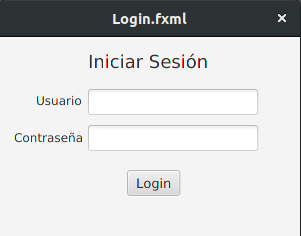 Login.fxml
Iniciar Sesión
Usuario
Contraseña
Login